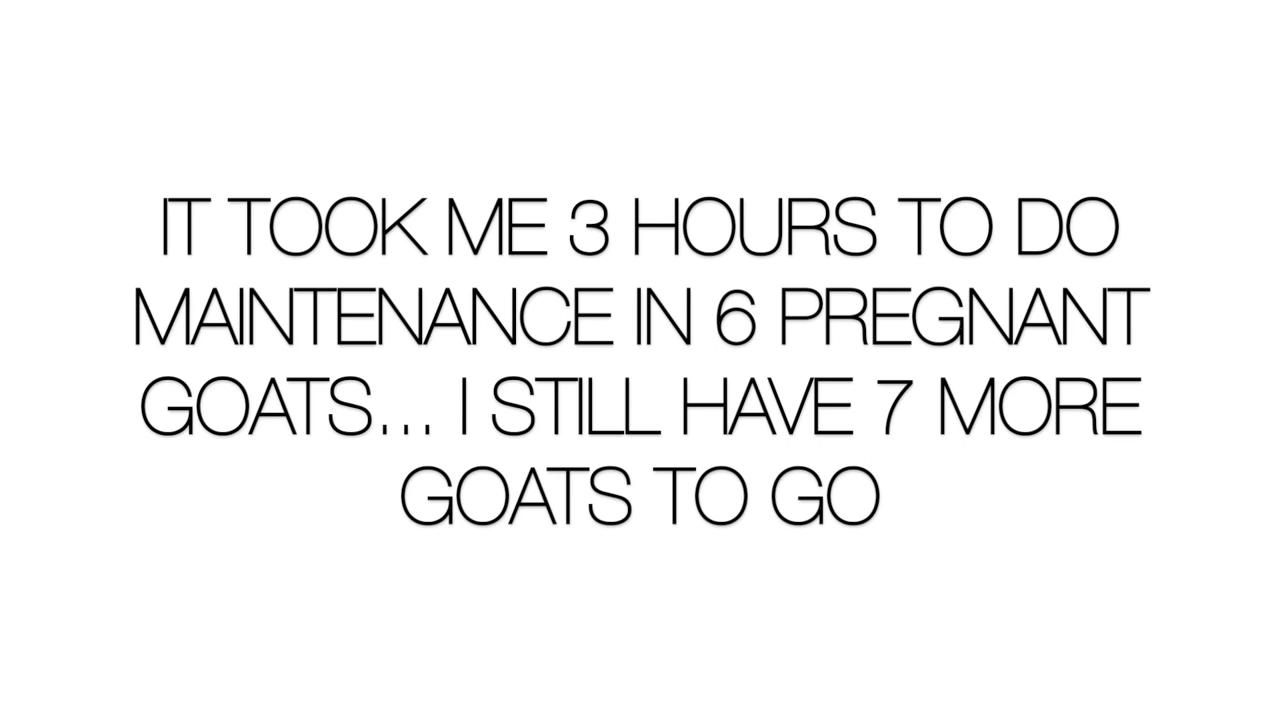 IT TOOK ME 3 HOURS TO DO
MAINTENANCE IN 6 PREGNANT
GOATS... I STILL HAVE 7 MORE
GOATS TO GO